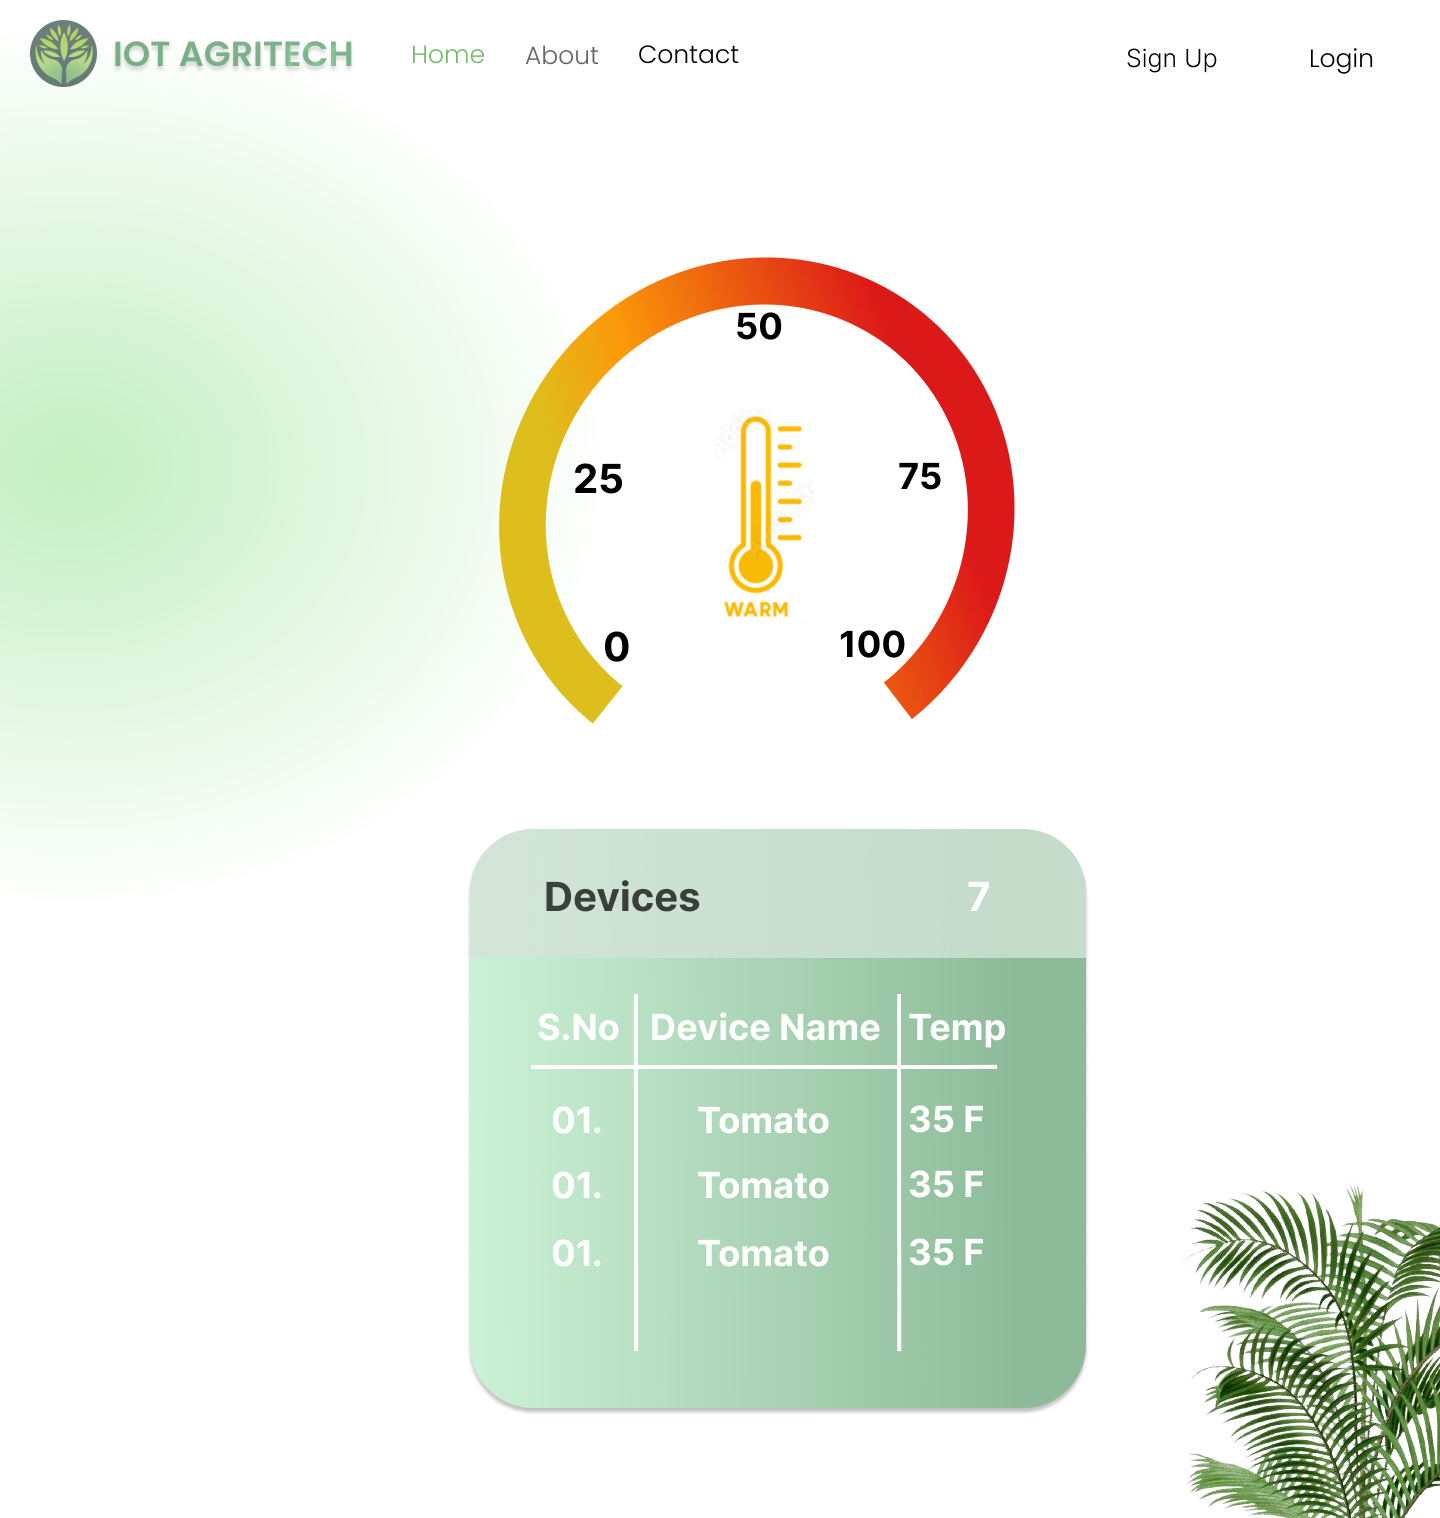 IOT AGRITECH Home About Contact Sign Up Login
50
25 75
WARM
0 100
Devices 7
S.No Device Name Temp
01. Tomato 35 F
01. Tomato 35 F
01. Tomato 35 F